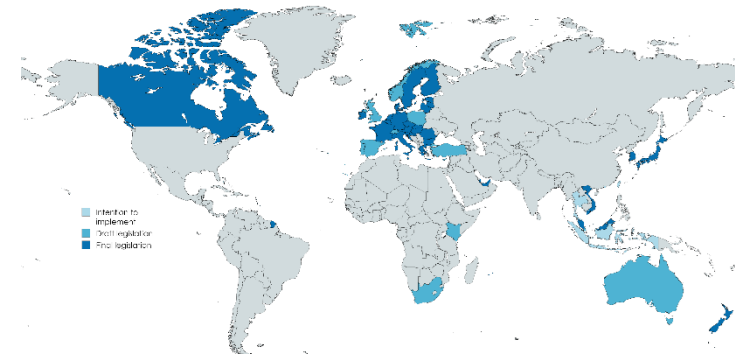 Intention to
implement
Draft legislation
Final legislation